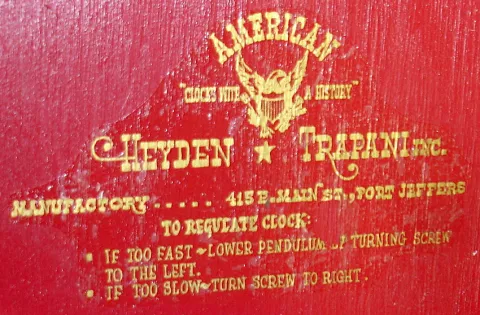 AMERICAN
"CLOCKS WITH A HISTORY"
HEYDEN ★ TRAPANI INC.
MANUFACTORY ..... 415 E. MAIN ST., PORT JEFFERS
TO REGULATE CLOCK:
• IF TOO FAST ~ LOWER PENDULUM TURNING SCREW
TO THE LEFT.
• IF TOO SLOW ~ TURN SCREW TO RIGHT.